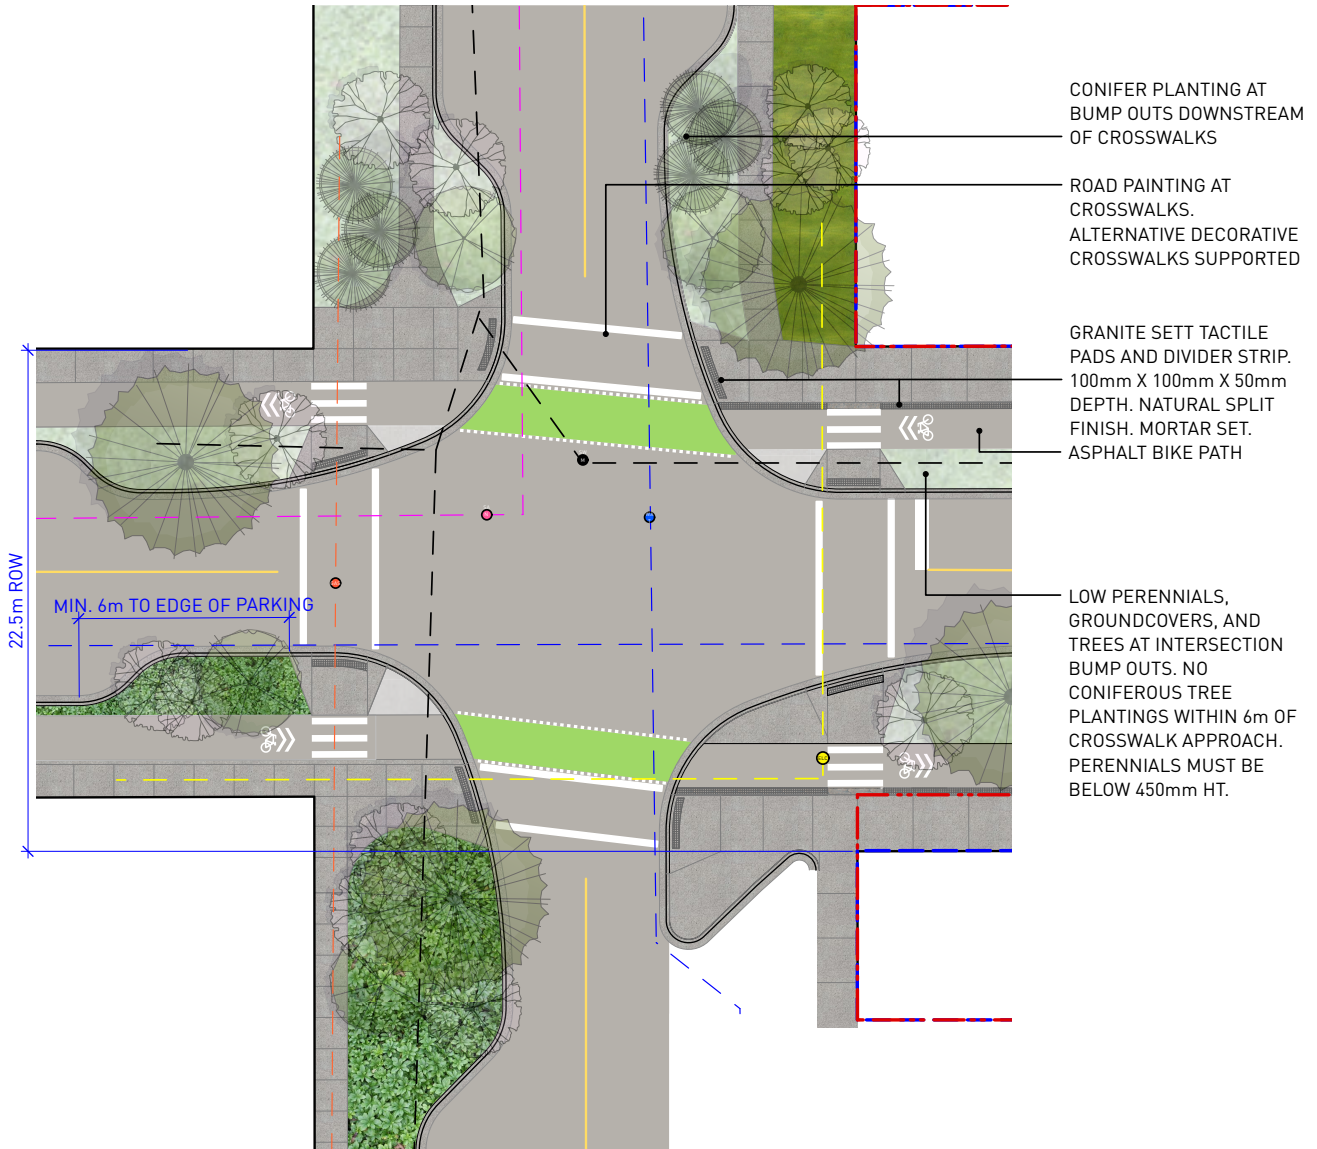 CONIFER PLANTING AT
BUMP OUTS DOWNSTREAM
OF CROSSWALKS
ROAD PAINTING AT
CROSSWALKS.
ALTERNATIVE DECORATIVE
CROSSWALKS SUPPORTED
GRANITE SETT TACTILE
PADS AND DIVIDER STRIP.
100mm X 100mm X 50mm
DEPTH. NATURAL SPLIT
FINISH. MORTAR SET.
ASPHALT BIKE PATH
22.5m ROW
MIN. 6m TO EDGE OF PARKING
LOW PERENNIALS,
GROUNDCOVERS, AND
TREES AT INTERSECTION
BUMP OUTS. NO
CONIFEROUS TREE
PLANTINGS WITHIN 6m OF
CROSSWALK APPROACH.
PERENNIALS MUST BE
BELOW 450mm HT.